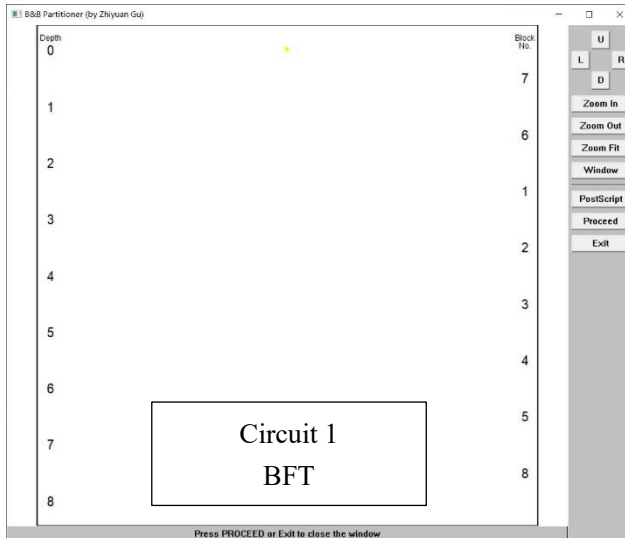 B&B Partitioner (by Zhiyuan Gu)
Depth
0
1
2
3
4
5
6
7
8
Block
No.
7
6
1
2
3
4
5
8
U
L R
D
Zoom In
Zoom Out
Zoom Fit
Window
PostScript
Proceed
Exit
Circuit 1
BFT
Press PROCEED or Exit to close the window